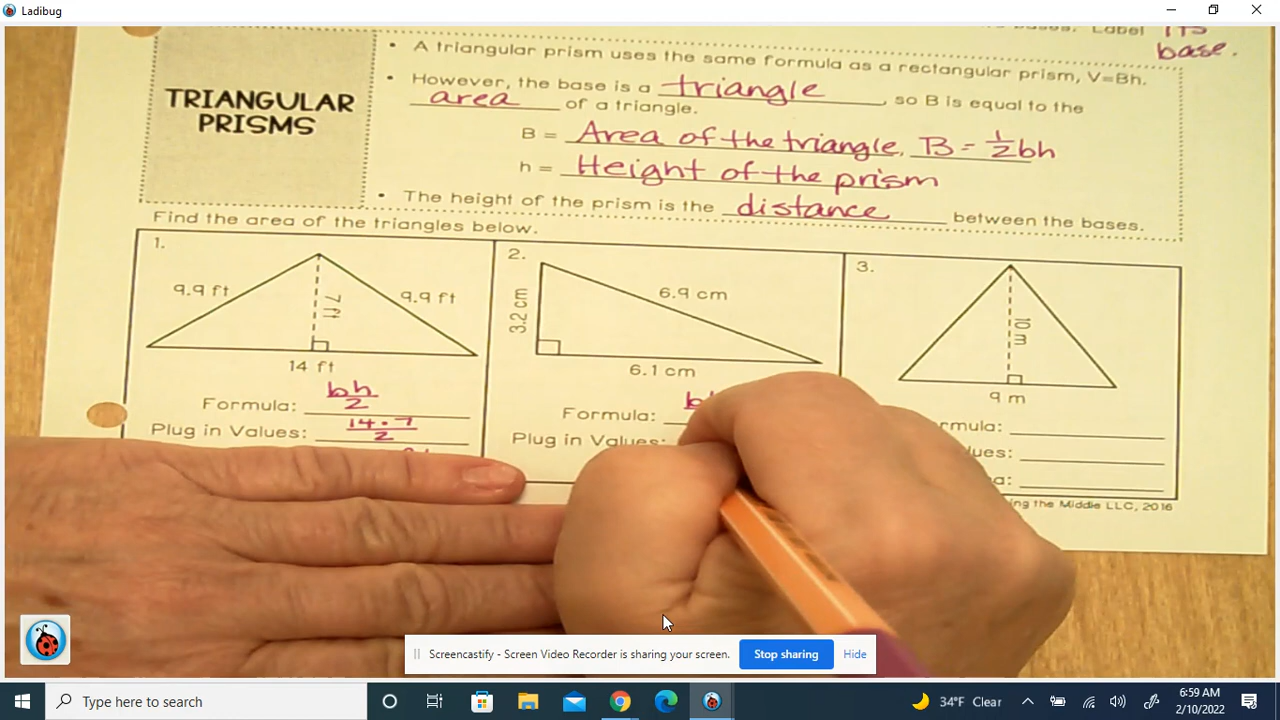 Ladibug
its
base.
TRIANGULAR
PRISMS
• A triangular prism uses the same formula as a rectangular prism, V=Bh.
• However, the base is a triangle, so B is equal to the
area of a triangle.
B = Area of the triangle, B = 1/2bh
h = Height of the prism
• The height of the prism is the distance between the bases.
Find the area of the triangles below.
1.
9.9 ft
7 ft
9.9 ft
14 ft
Formula: bh/2
Plug in Values: 14·7/2
2.
3.2 cm
6.9 cm
6.1 cm
Formula:
Plug in Values:
3.
10 m
9 m
ing the Middle LLC, 2016
Screencastify - Screen Video Recorder is sharing your screen.
Stop sharing
Hide
Type here to search
34°F Clear
6:59 AM
2/10/2022